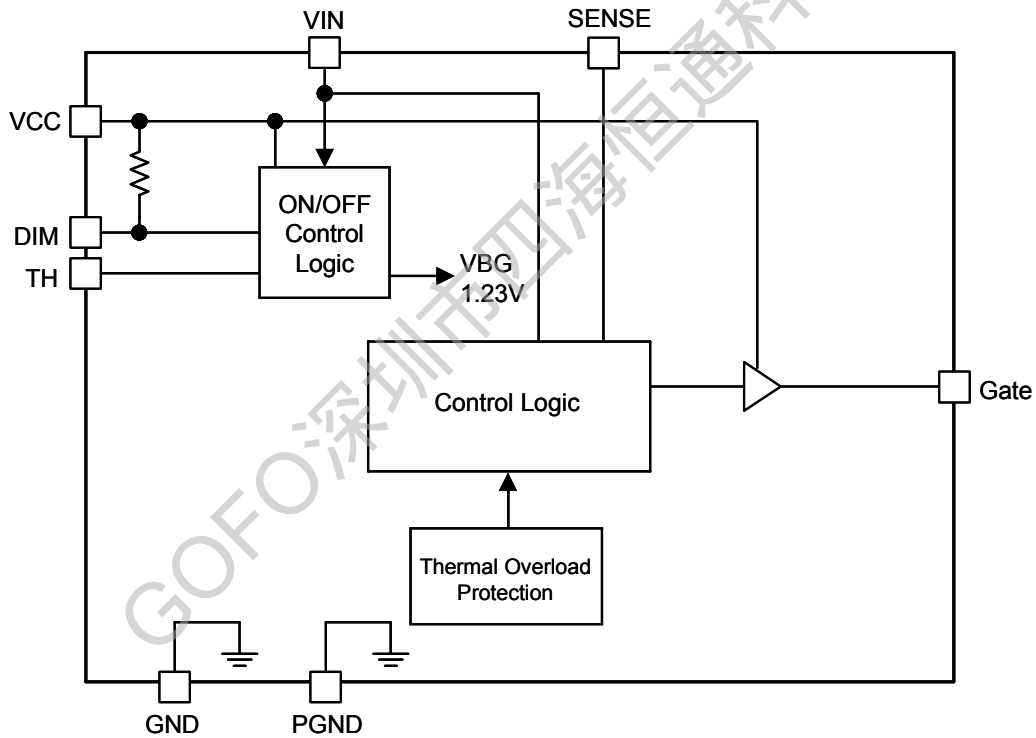 VIN
SENSE
VCC
DIM
TH
ON/OFF
Control
Logic
VBG
1.23V
Control Logic
Gate
Thermal Overload
Protection
GND
PGND
GOFO深圳市四海恒通科